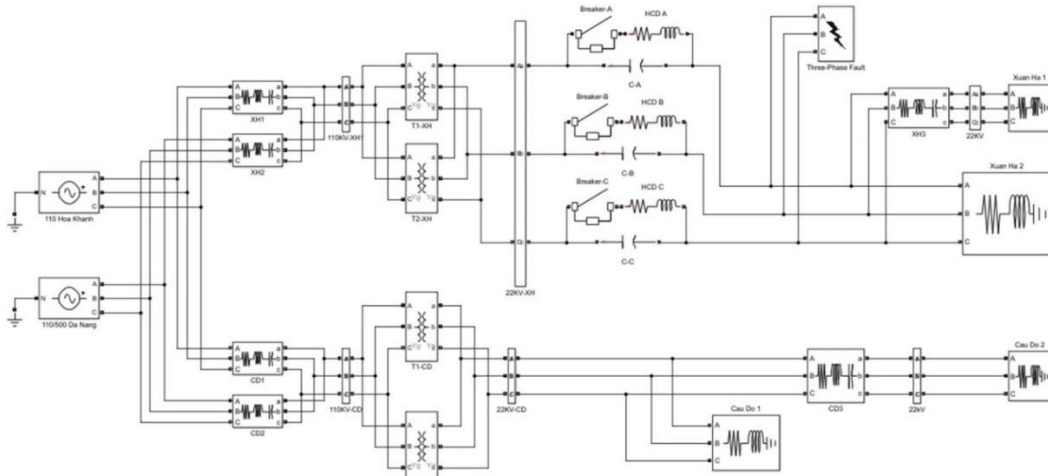 Breaker-A
HCD A
C-A
Three-Phase Fault
A
B
C
Xuan Ha 1
XH1
110KV-XH
T1-XH
Breaker-B
HCD B
C-B
XH3
22KV
XH2
Xuan Ha 2
A
B
C
T2-XH
Breaker-C
HCD C
C-C
N
A
B
C
110 Hoa Khanh
22KV-XH
N
A
B
C
110/500 Da Nang
T1-CD
CD1
110KV-CD
22KV-CD
CD3
22kV
Cau Do 2
CD2
Cau Do 1
A
B
C